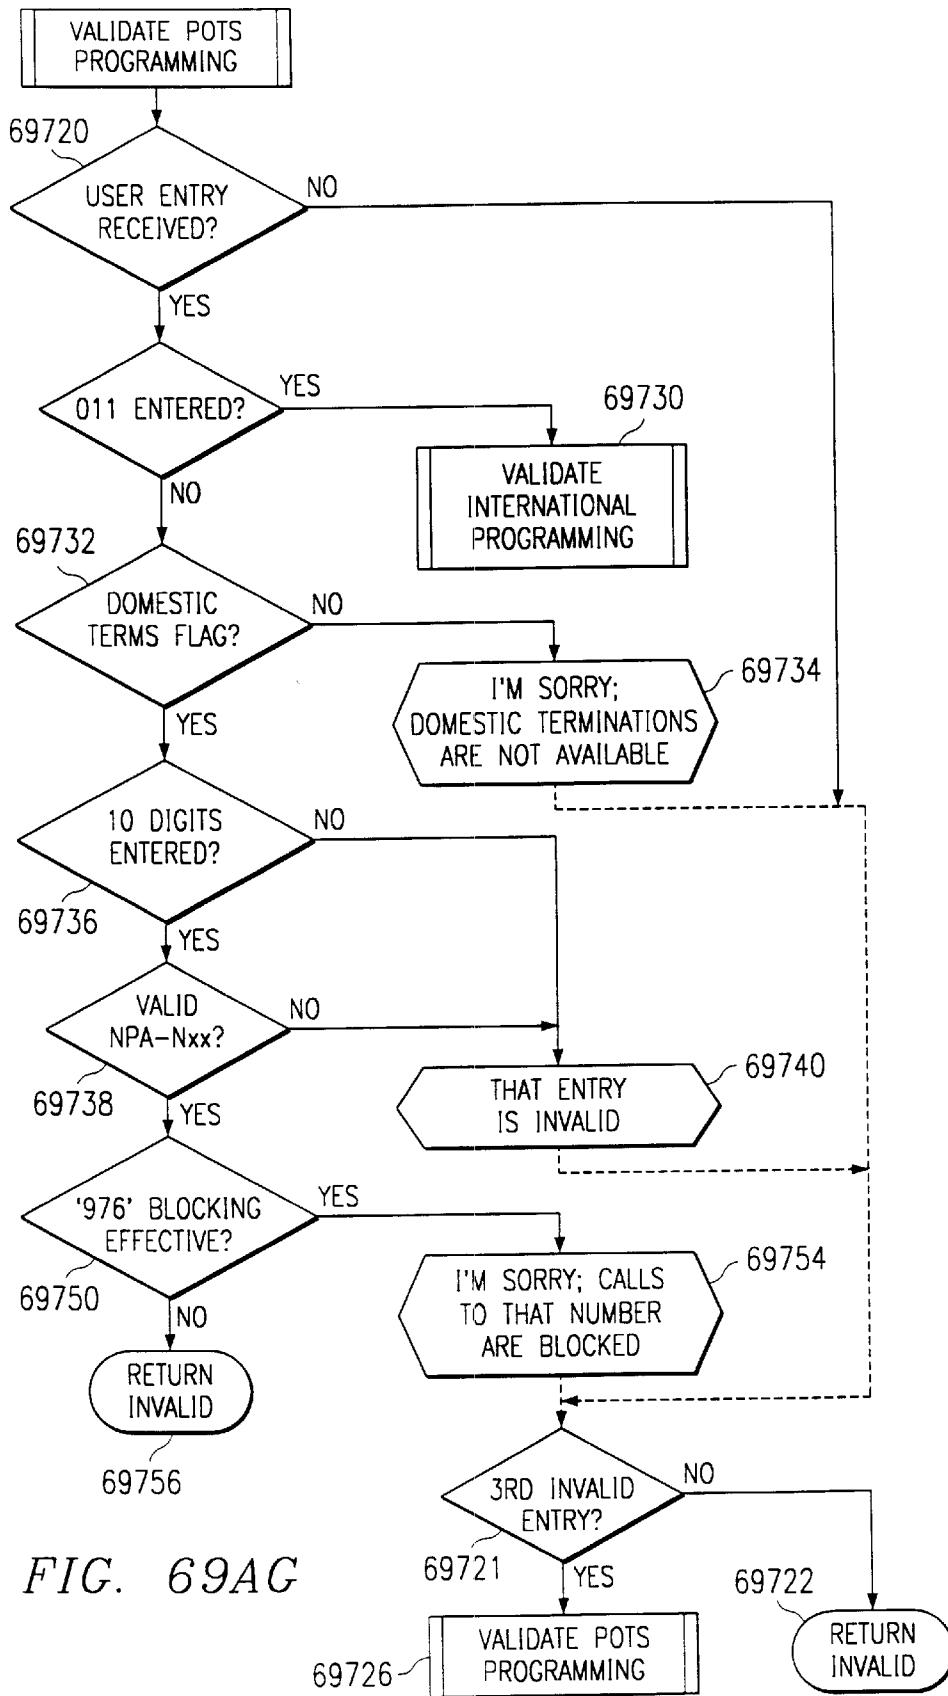 VALIDATE POTS
PROGRAMMING
69720
USER ENTRY
RECEIVED?
NO
YES
011 ENTERED?
YES
NO
69730
VALIDATE
INTERNATIONAL
PROGRAMMING
69732
DOMESTIC
TERMS FLAG?
NO
YES
I'M SORRY;
DOMESTIC TERMINATIONS
ARE NOT AVAILABLE
69734
10 DIGITS
ENTERED?
NO
69736
YES
VALID
NPA-Nxx?
NO
69738
YES
THAT ENTRY
IS INVALID
69740
'976' BLOCKING
EFFECTIVE?
YES
69750
NO
I'M SORRY; CALLS
TO THAT NUMBER
ARE BLOCKED
69754
RETURN
INVALID
69756
3RD INVALID
ENTRY?
NO
69721
YES
69722
RETURN
INVALID
VALIDATE POTS
PROGRAMMING
69726
FIG. 69AG